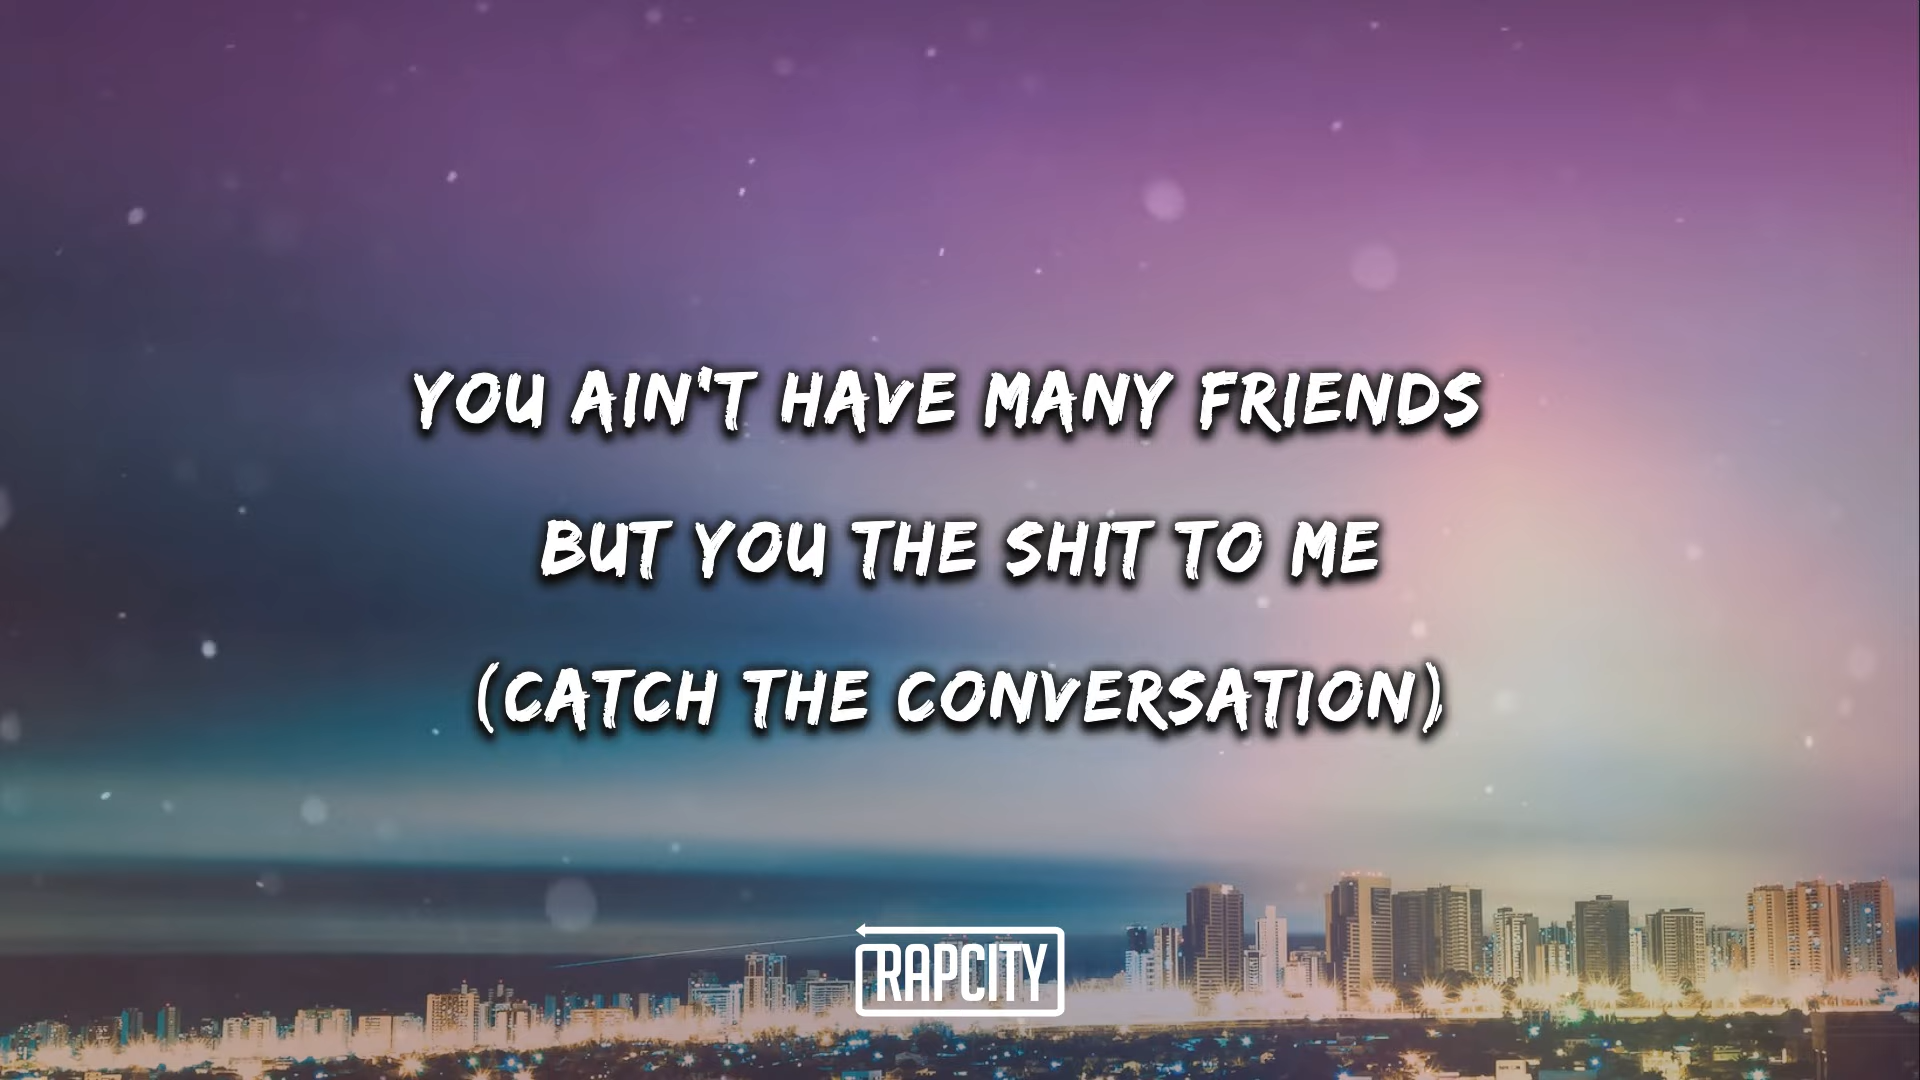 YOU AIN'T HAVE MANY FRIENDS
BUT YOU THE SHIT TO ME
(CATCH THE CONVERSATION)
RAPCITY